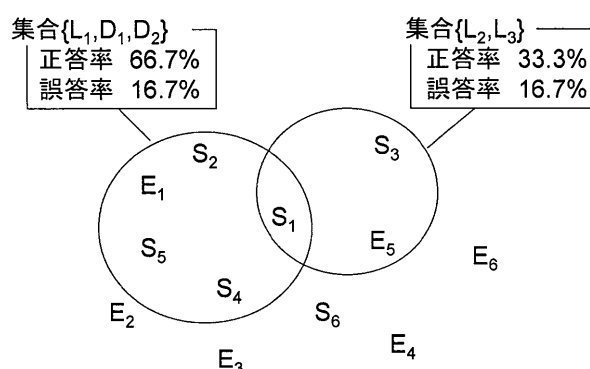 集合{L₁,D₁,D₂}
正答率 66.7%
誤答率 16.7%
集合{L₂,L₃}
正答率 33.3%
誤答率 16.7%
S₂
S₃
E₁
S₁
S₅
E₅
E₆
S₄
E₂
S₆
E₄
E₃